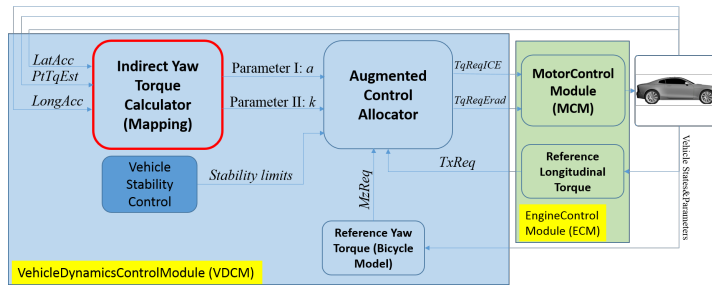 LatAcc
PtTqEst
LongAcc
Indirect Yaw
Torque
Calculator
(Mapping)
Parameter I: a
Parameter II: k
Augmented
Control
Allocator
TqReqICE
TqReqErad
MotorControl
Module
(MCM)
Vehicle
Stability
Control
Stability limits
MzReq
TxReq
Reference
Longitudinal
Torque
Vehicle States&Parameters
Reference Yaw
Torque (Bicycle
Model)
EngineControl
Module (ECM)
VehicleDynamicsControlModule (VDCM)